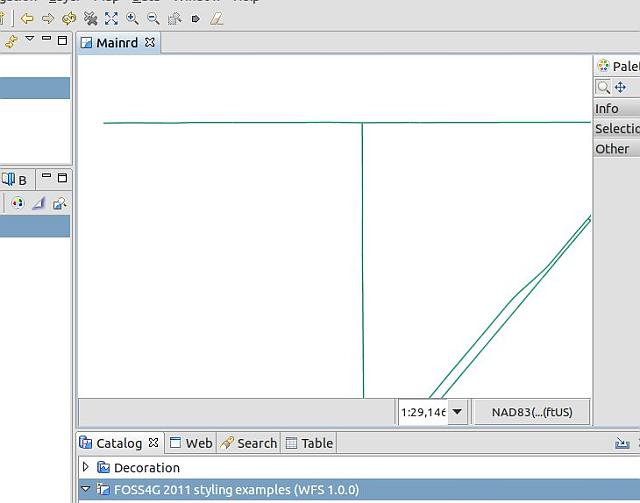 Mainrd
Palet
Info
Selectio
Other
B
1:29,146
NAD83(...(ftUS)
Catalog
Web
Search
Table
Decoration
FOSS4G 2011 styling examples (WFS 1.0.0)